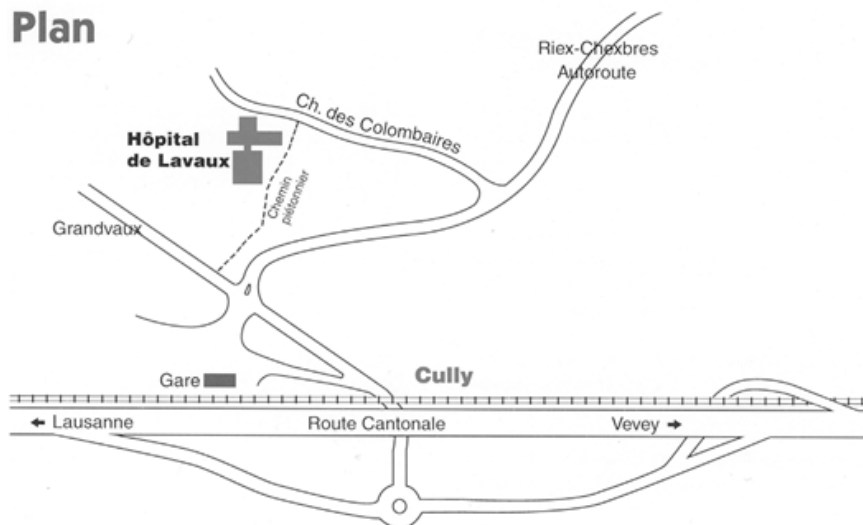 Plan
Riex-Chexbres
Autoroute
Ch. des Colombaires
Hôpital
de Lavaux
Chemin
piétonnier
Grandvaux
Gare
Cully
Lausanne
Route Cantonale
Vevey